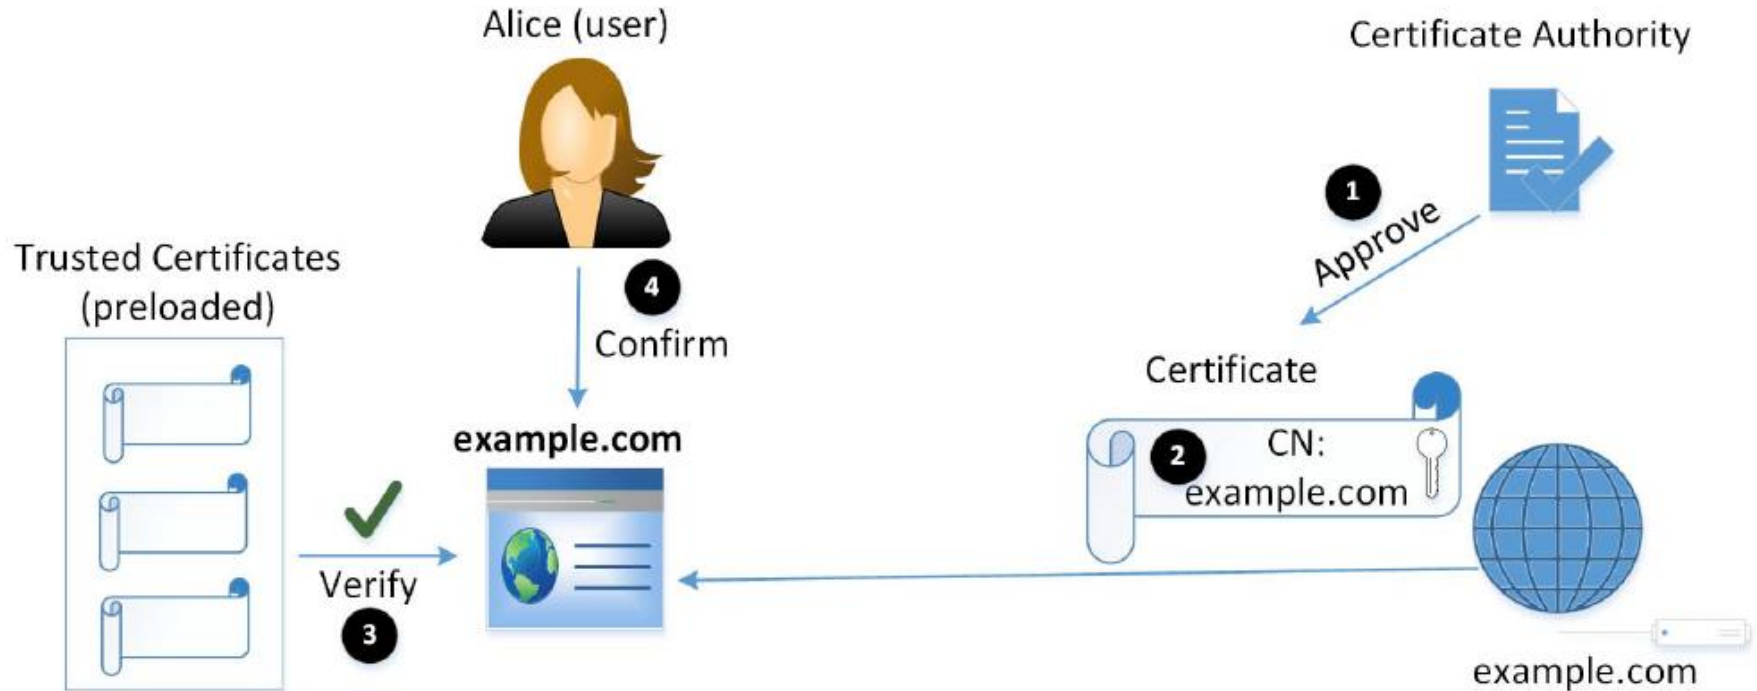 Alice (user)
Certificate Authority
1
Approve
Trusted Certificates
(preloaded)
4
Confirm
Certificate
example.com
2
CN:
example.com
Verify
3
example.com